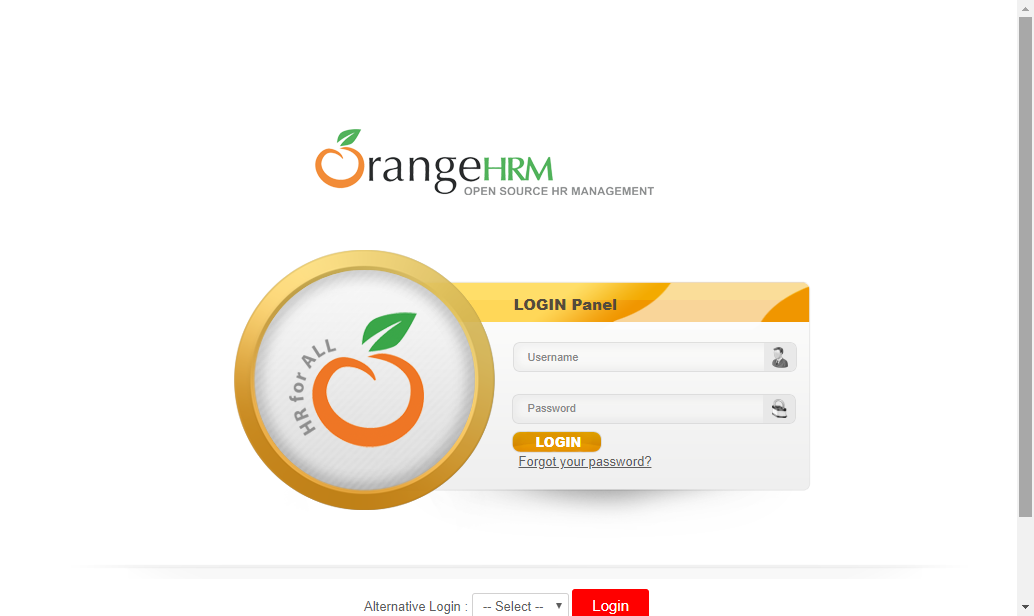 OrangeHRM
OPEN SOURCE HR MANAGEMENT
HR for ALL
LOGIN Panel
Username
Password
LOGIN
Forgot your password?
Alternative Login : -- Select -- Login